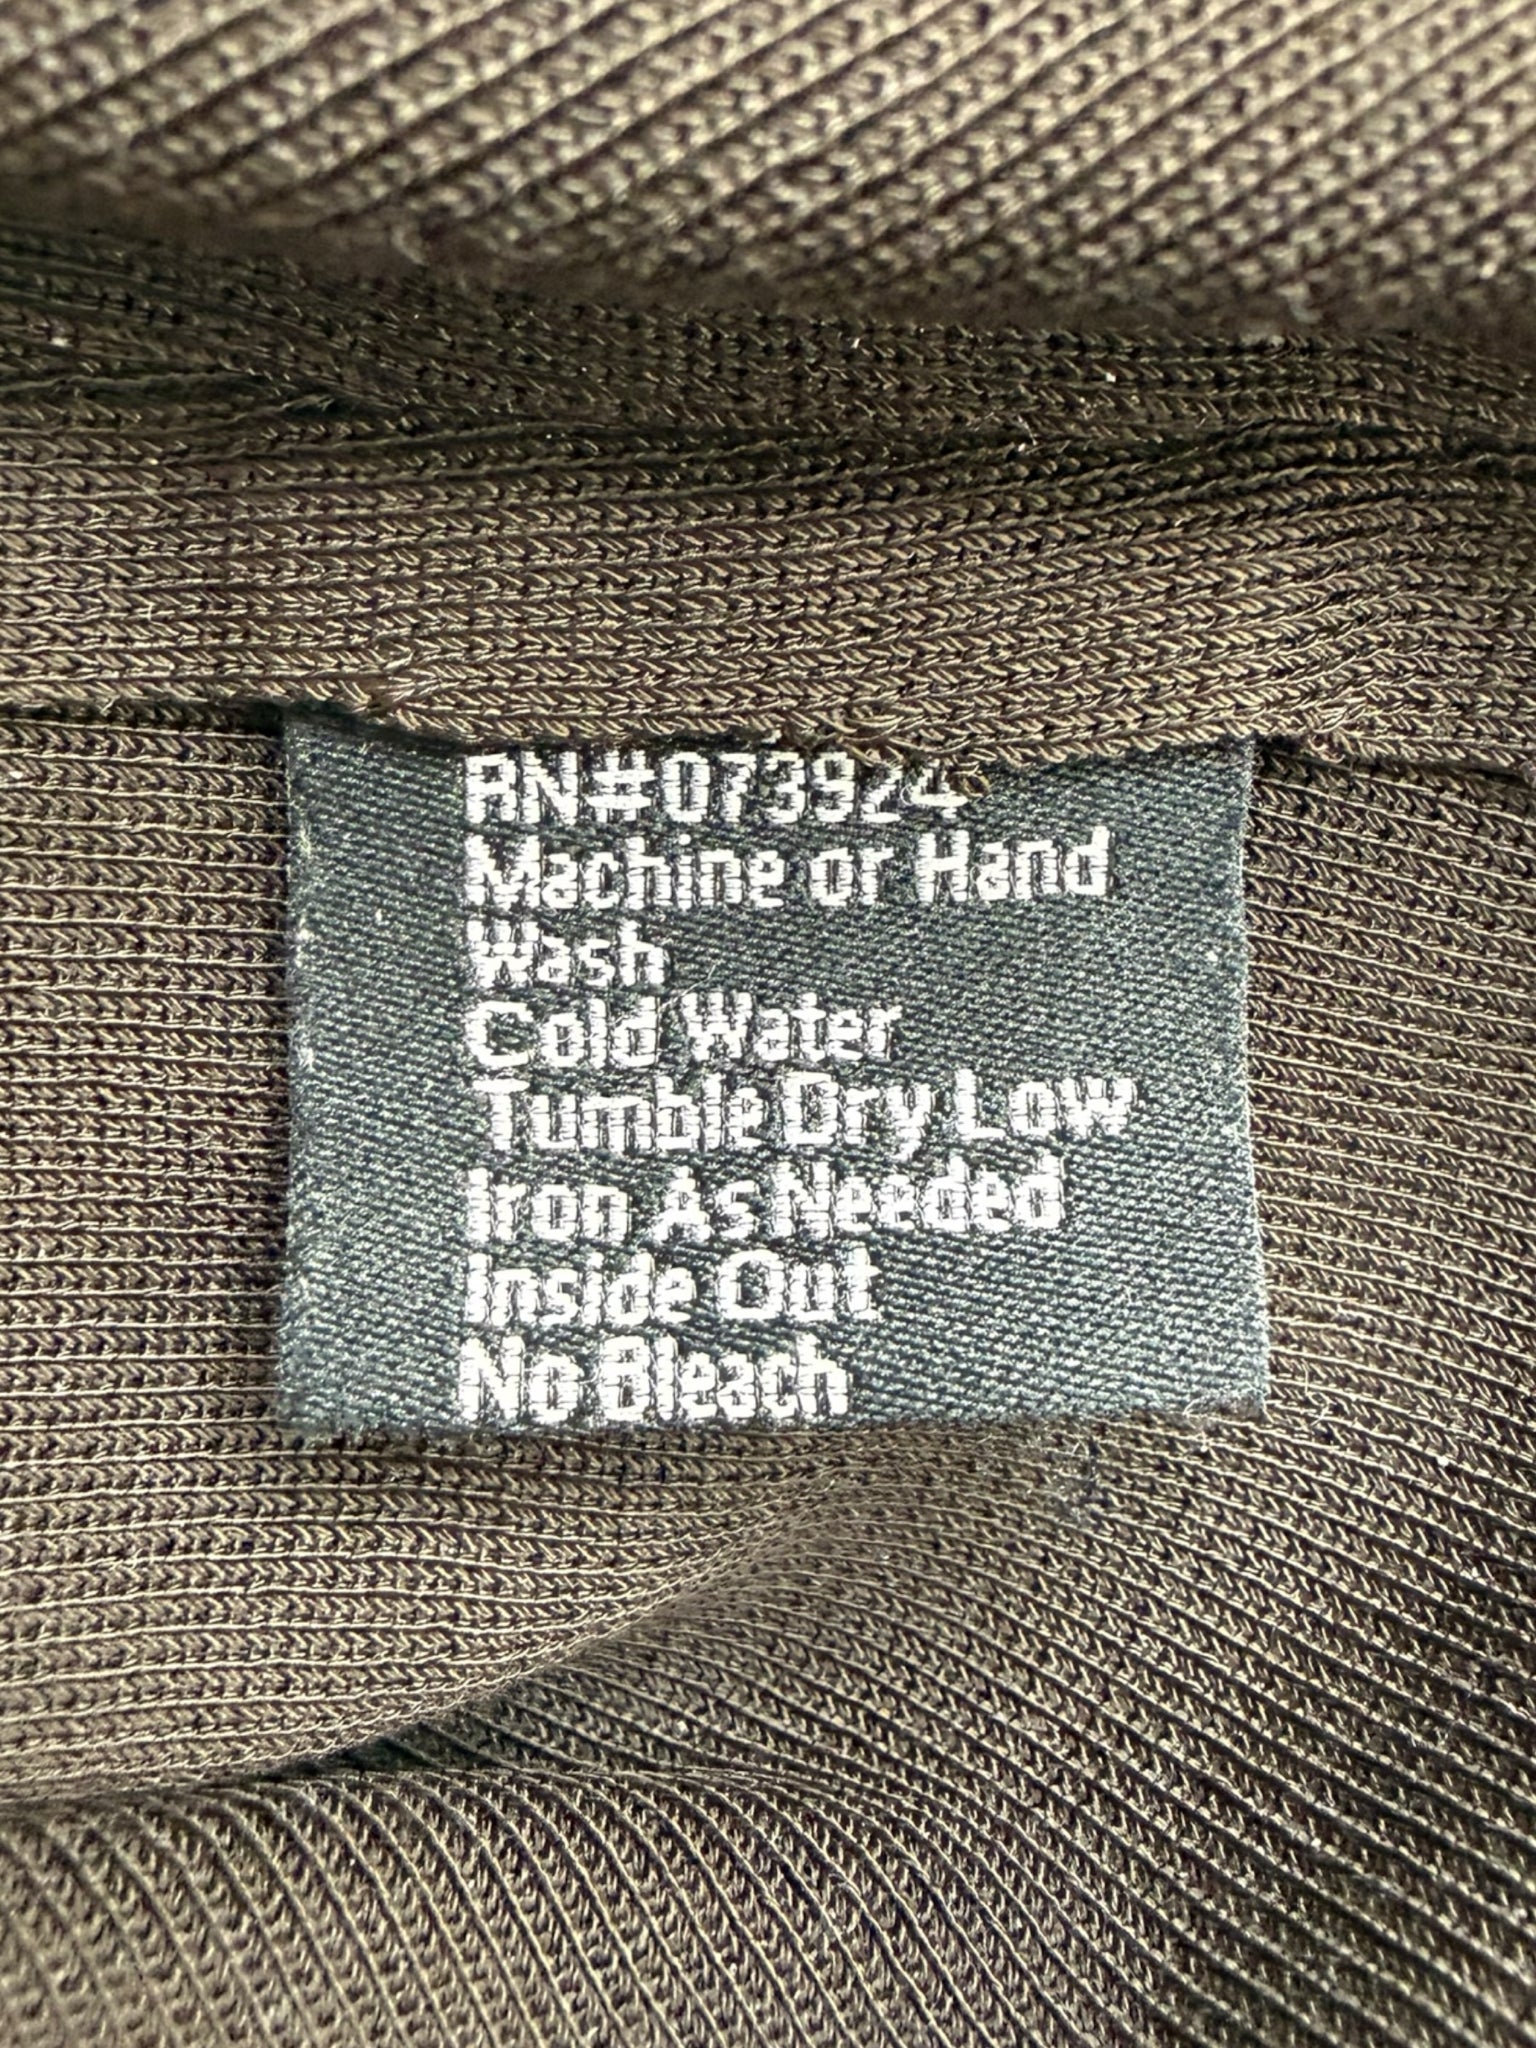 RN#073924
Machine or Hand
Wash
Cold Water
Tumble Dry Low
Iron As Needed
Inside Out
No Bleach